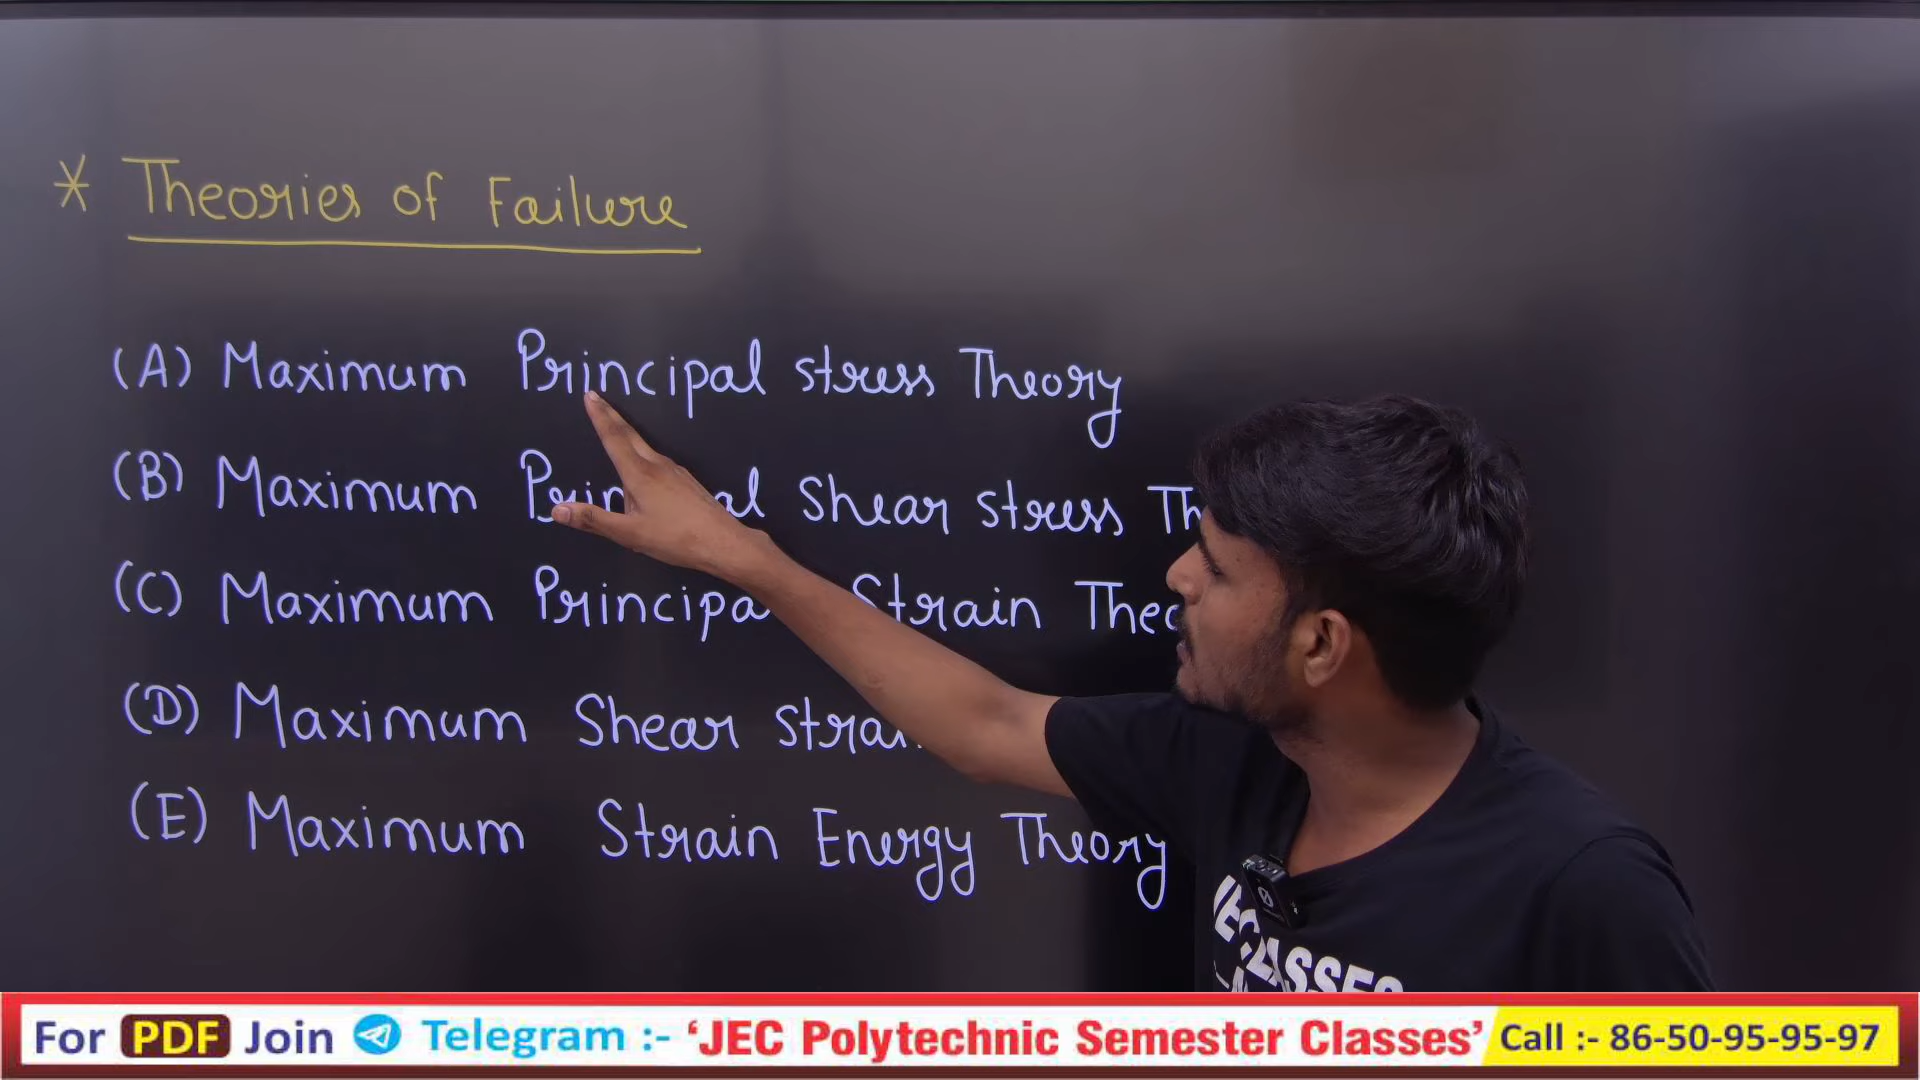 * Theories of Failure
(A) Maximum Principal stress Theory
(B) Maximum Shear stress
(C) Maximum Strain
(D) Maximum Shear
(E) Maximum Strain Energy Theory
For PDF Join Telegram :- ‘JEC Polytechnic Semester Classes’ Call :- 86-50-95-95-97